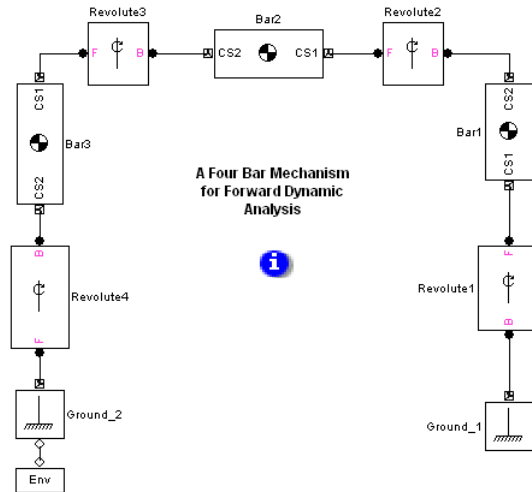 Revolute3
Bar2
Revolute2
F
B
CS2
CS1
F
B
CS1
CS2
Bar3
CS2
CS1
Bar1
A Four Bar Mechanism
for Forward Dynamic
Analysis
i
B
F
Revolute4
F
B
Revolute1
Ground_2
Ground_1
Env